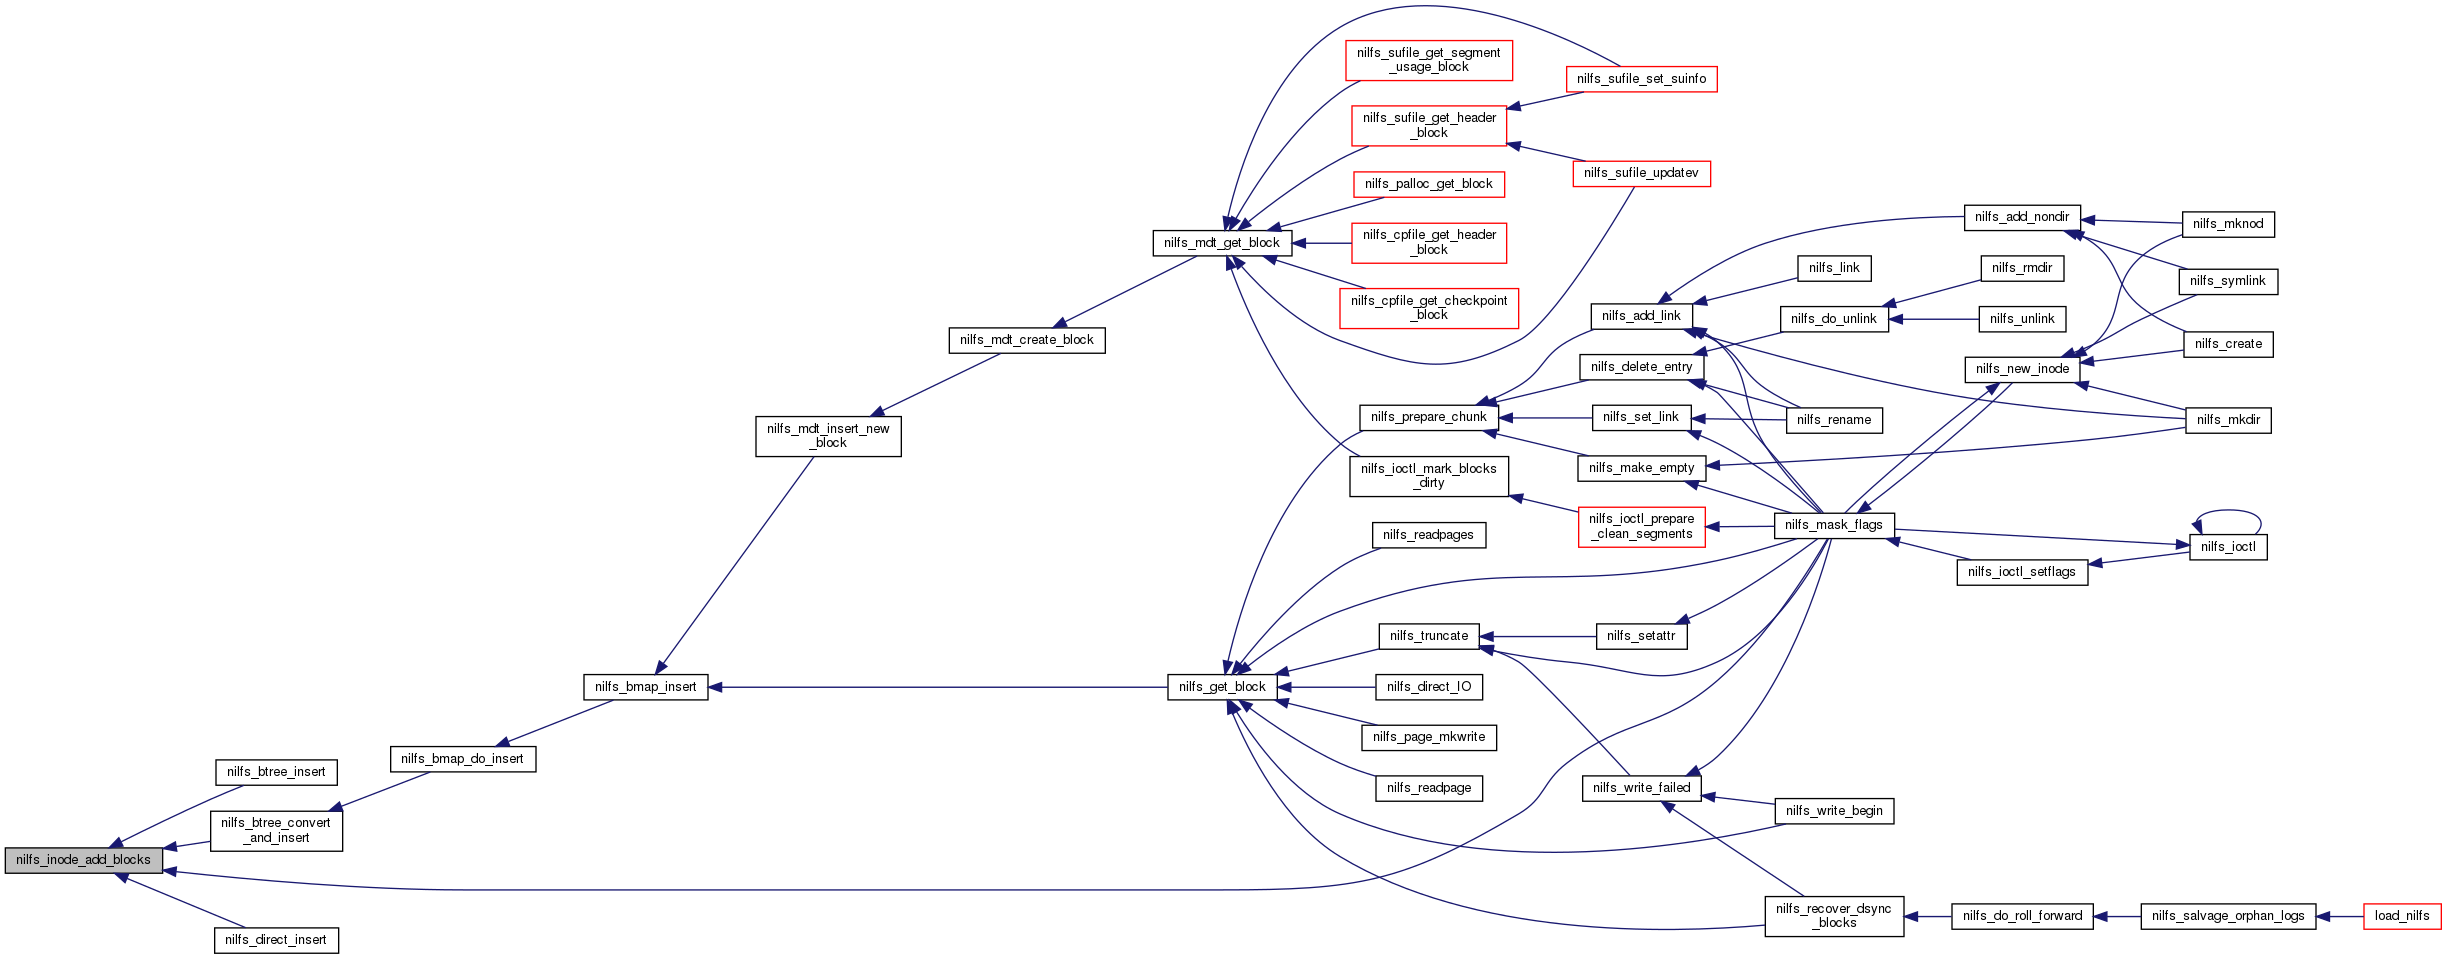 nilfs_inode_add_blocks
nilfs_btree_insert
nilfs_btree_convert
_and_insert
nilfs_direct_insert
nilfs_bmap_do_insert
nilfs_bmap_insert
nilfs_mdt_insert_new
_block
nilfs_mdt_create_block
nilfs_mdt_get_block
nilfs_get_block
nilfs_sufile_get_segment
_usage_block
nilfs_sufile_get_header
_block
nilfs_palloc_get_block
nilfs_cpfile_get_header
_block
nilfs_cpfile_get_checkpoint
_block
nilfs_prepare_chunk
nilfs_ioctl_mark_blocks
_dirty
nilfs_readpages
nilfs_truncate
nilfs_direct_IO
nilfs_page_mkwrite
nilfs_readpage
nilfs_sufile_set_suinfo
nilfs_sufile_updatev
nilfs_add_link
nilfs_delete_entry
nilfs_set_link
nilfs_make_empty
nilfs_ioctl_prepare
_clean_segments
nilfs_setattr
nilfs_write_failed
nilfs_link
nilfs_do_unlink
nilfs_rename
nilfs_mask_flags
nilfs_write_begin
nilfs_recover_dsync
_blocks
nilfs_add_nondir
nilfs_rmdir
nilfs_unlink
nilfs_new_inode
nilfs_ioctl_setflags
nilfs_do_roll_forward
nilfs_mknod
nilfs_symlink
nilfs_create
nilfs_mkdir
nilfs_ioctl
nilfs_salvage_orphan_logs
load_nilfs